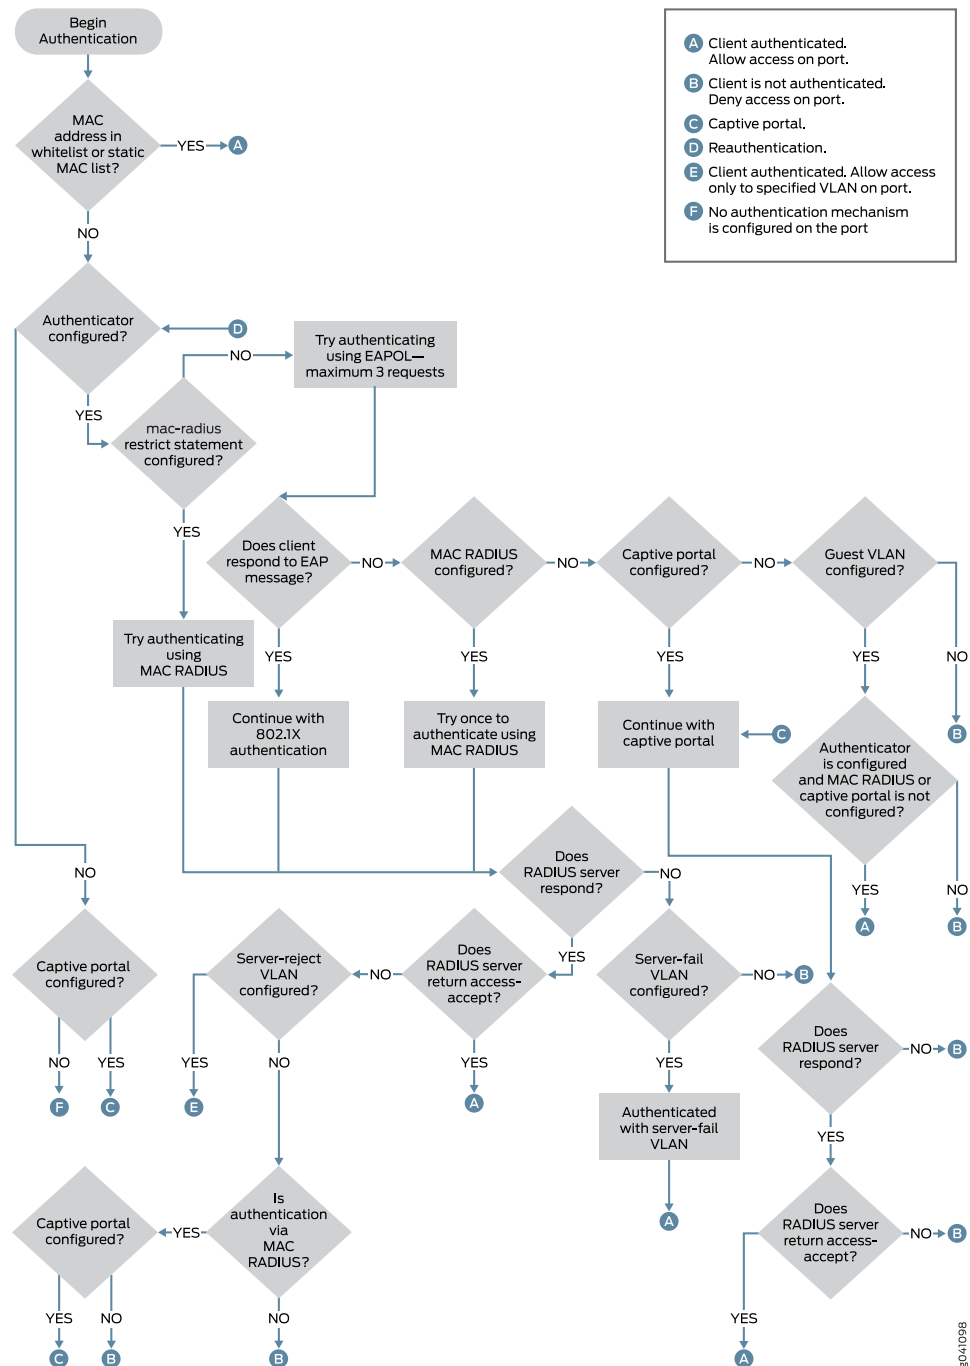 Begin
Authentication
A Client authenticated.
Allow access on port.
B Client is not authenticated.
Deny access on port.
C Captive portal.
D Reauthentication.
E Client authenticated. Allow access
only to specified VLAN on port.
F No authentication mechanism
is configured on the port
MAC
address in
whitelist or static
MAC list?
YES
A
NO
Authenticator
configured?
D
NO
Try authenticating
using EAPOL—
maximum 3 requests
YES
mac-radius
restrict statement
configured?
YES
Does client
respond to EAP
message?
NO
MAC RADIUS
configured?
NO
Captive portal
configured?
NO
Guest VLAN
configured?
NO
Try authenticating
using
MAC RADIUS
YES
YES
YES
YES
Continue with
802.1X
authentication
Try once to
authenticate using
MAC RADIUS
Continue with
captive portal
C
B
Authenticator
is configured
and MAC RADIUS or
captive portal is not
configured?
NO
Does
RADIUS server
respond?
NO
YES
NO
A
B
Captive portal
configured?
Server-reject
VLAN
configured?
NO
Does
RADIUS server
return access-
accept?
YES
Server-fail
VLAN
configured?
NO
B
Does
RADIUS server
respond?
NO
B
NO
YES
YES
NO
YES
YES
F
C
E
A
Authenticated
with server-fail
VLAN
YES
Captive portal
configured?
YES
Is
authentication
via
MAC
RADIUS?
A
Does
RADIUS server
return access-
accept?
NO
B
YES
NO
NO
YES
C
B
B
A
g041098